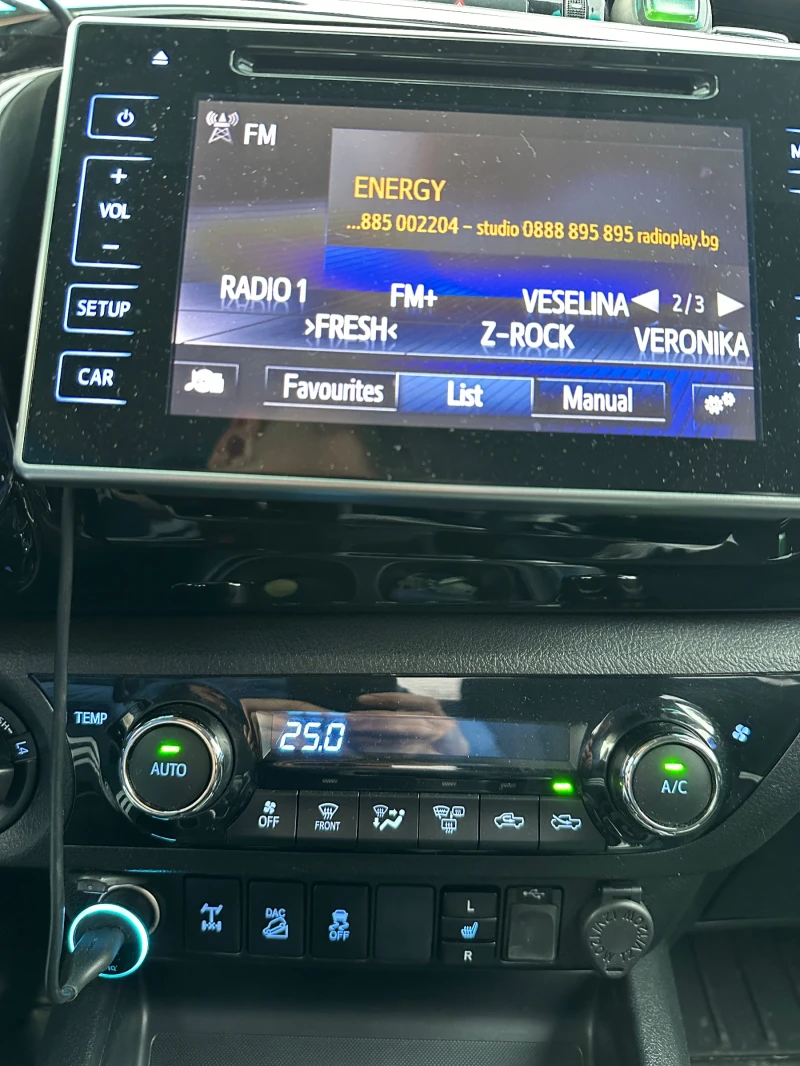 FM
VOL
SETUP
CAR
ENERGY
...885 002204 – studio 0888 895 895 radioplay.bg
RADIO 1 FM+ VESELINA 2/3
>FRESH< Z-ROCK VERONIKA
Favourites List Manual
TEMP
25.0
AUTO
A/C
OFF FRONT
L4
DAC
OFF
L
R